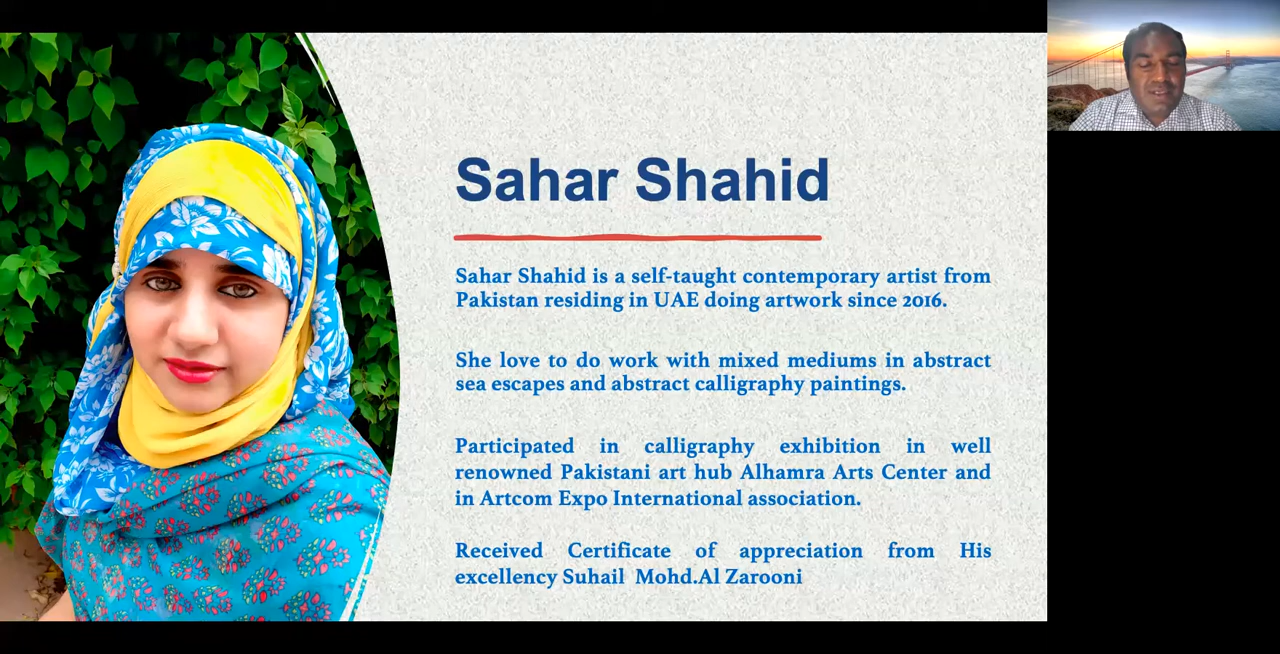 Sahar Shahid
Sahar Shahid is a self-taught contemporary artist from
Pakistan residing in UAE doing artwork since 2016.
She love to do work with mixed mediums in abstract
sea escapes and abstract calligraphy paintings.
Participated in calligraphy exhibition in well
renowned Pakistani art hub Alhamra Arts Center and
in Artcom Expo International association.
Received Certificate of appreciation from His
excellency Suhail Mohd.Al Zarooni